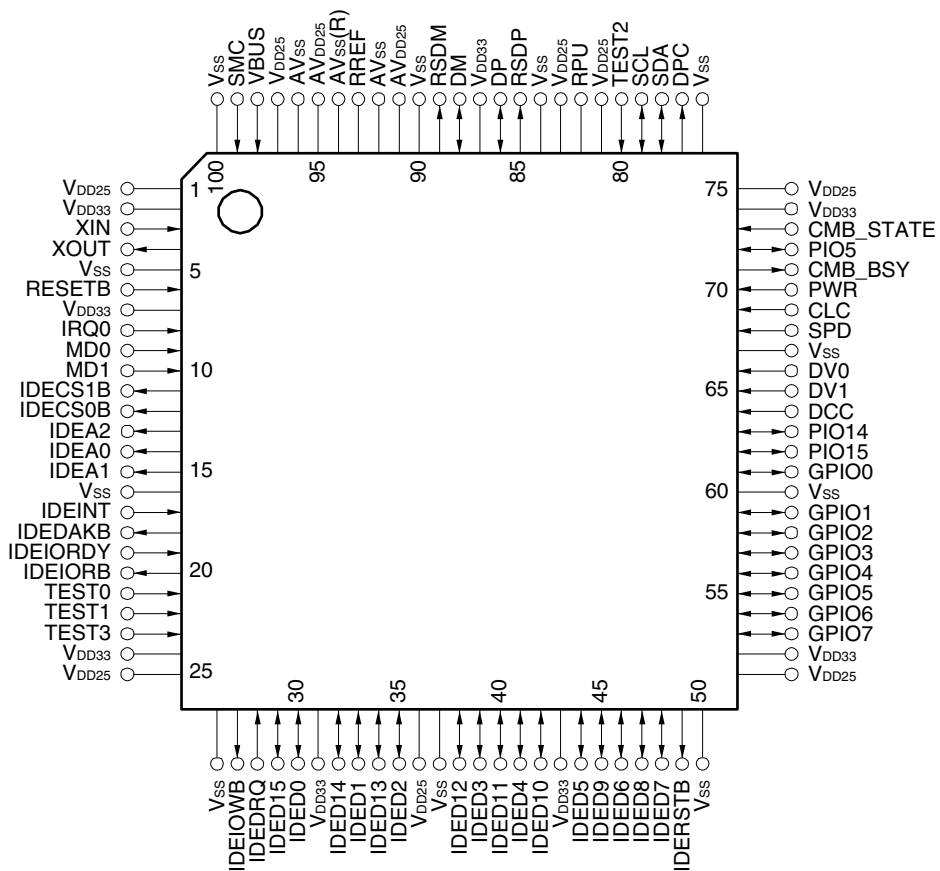 VSS SMC VBUS VDD25 AVSS AVDD25 AVSS(R) RREF AVSS AVDD25 VSS RSDM DM VDD33 DP RSDP VSS VDD25 RPU VDD25 TEST2 SCL SDA DPC VSS
100 95 90 85 80
VDD25 1 75 VDD25
VDD33 VDD33
XIN CMB_STATE
XOUT PIO5
VSS 5 CMB_BSY
RESETB 70 PWR
VDD33 CLC
IRQ0 SPD
MD0 VSS
MD1 10 DV0
IDECS1B 65 DV1
IDECS0B DCC
IDEA2 PIO14
IDEA0 PIO15
IDEA1 15 GPIO0
VSS 60 VSS
IDEINT GPIO1
IDEDAKB GPIO2
IDEIORDY GPIO3
IDEIORB 20 GPIO4
TEST0 55 GPIO5
TEST1 GPIO6
TEST3 GPIO7
VDD33 VDD33
VDD25 25 VDD25
30 35 40 45 50
VSS IDEIOWB IDEDRQ IDED15 IDED0 VDD33 IDED14 IDED1 IDED13 IDED2 VDD25 VSS IDED12 IDED3 IDED11 IDED4 IDED10 VDD33 IDED5 IDED9 IDED6 IDED8 IDED7 IDERSTB VSS